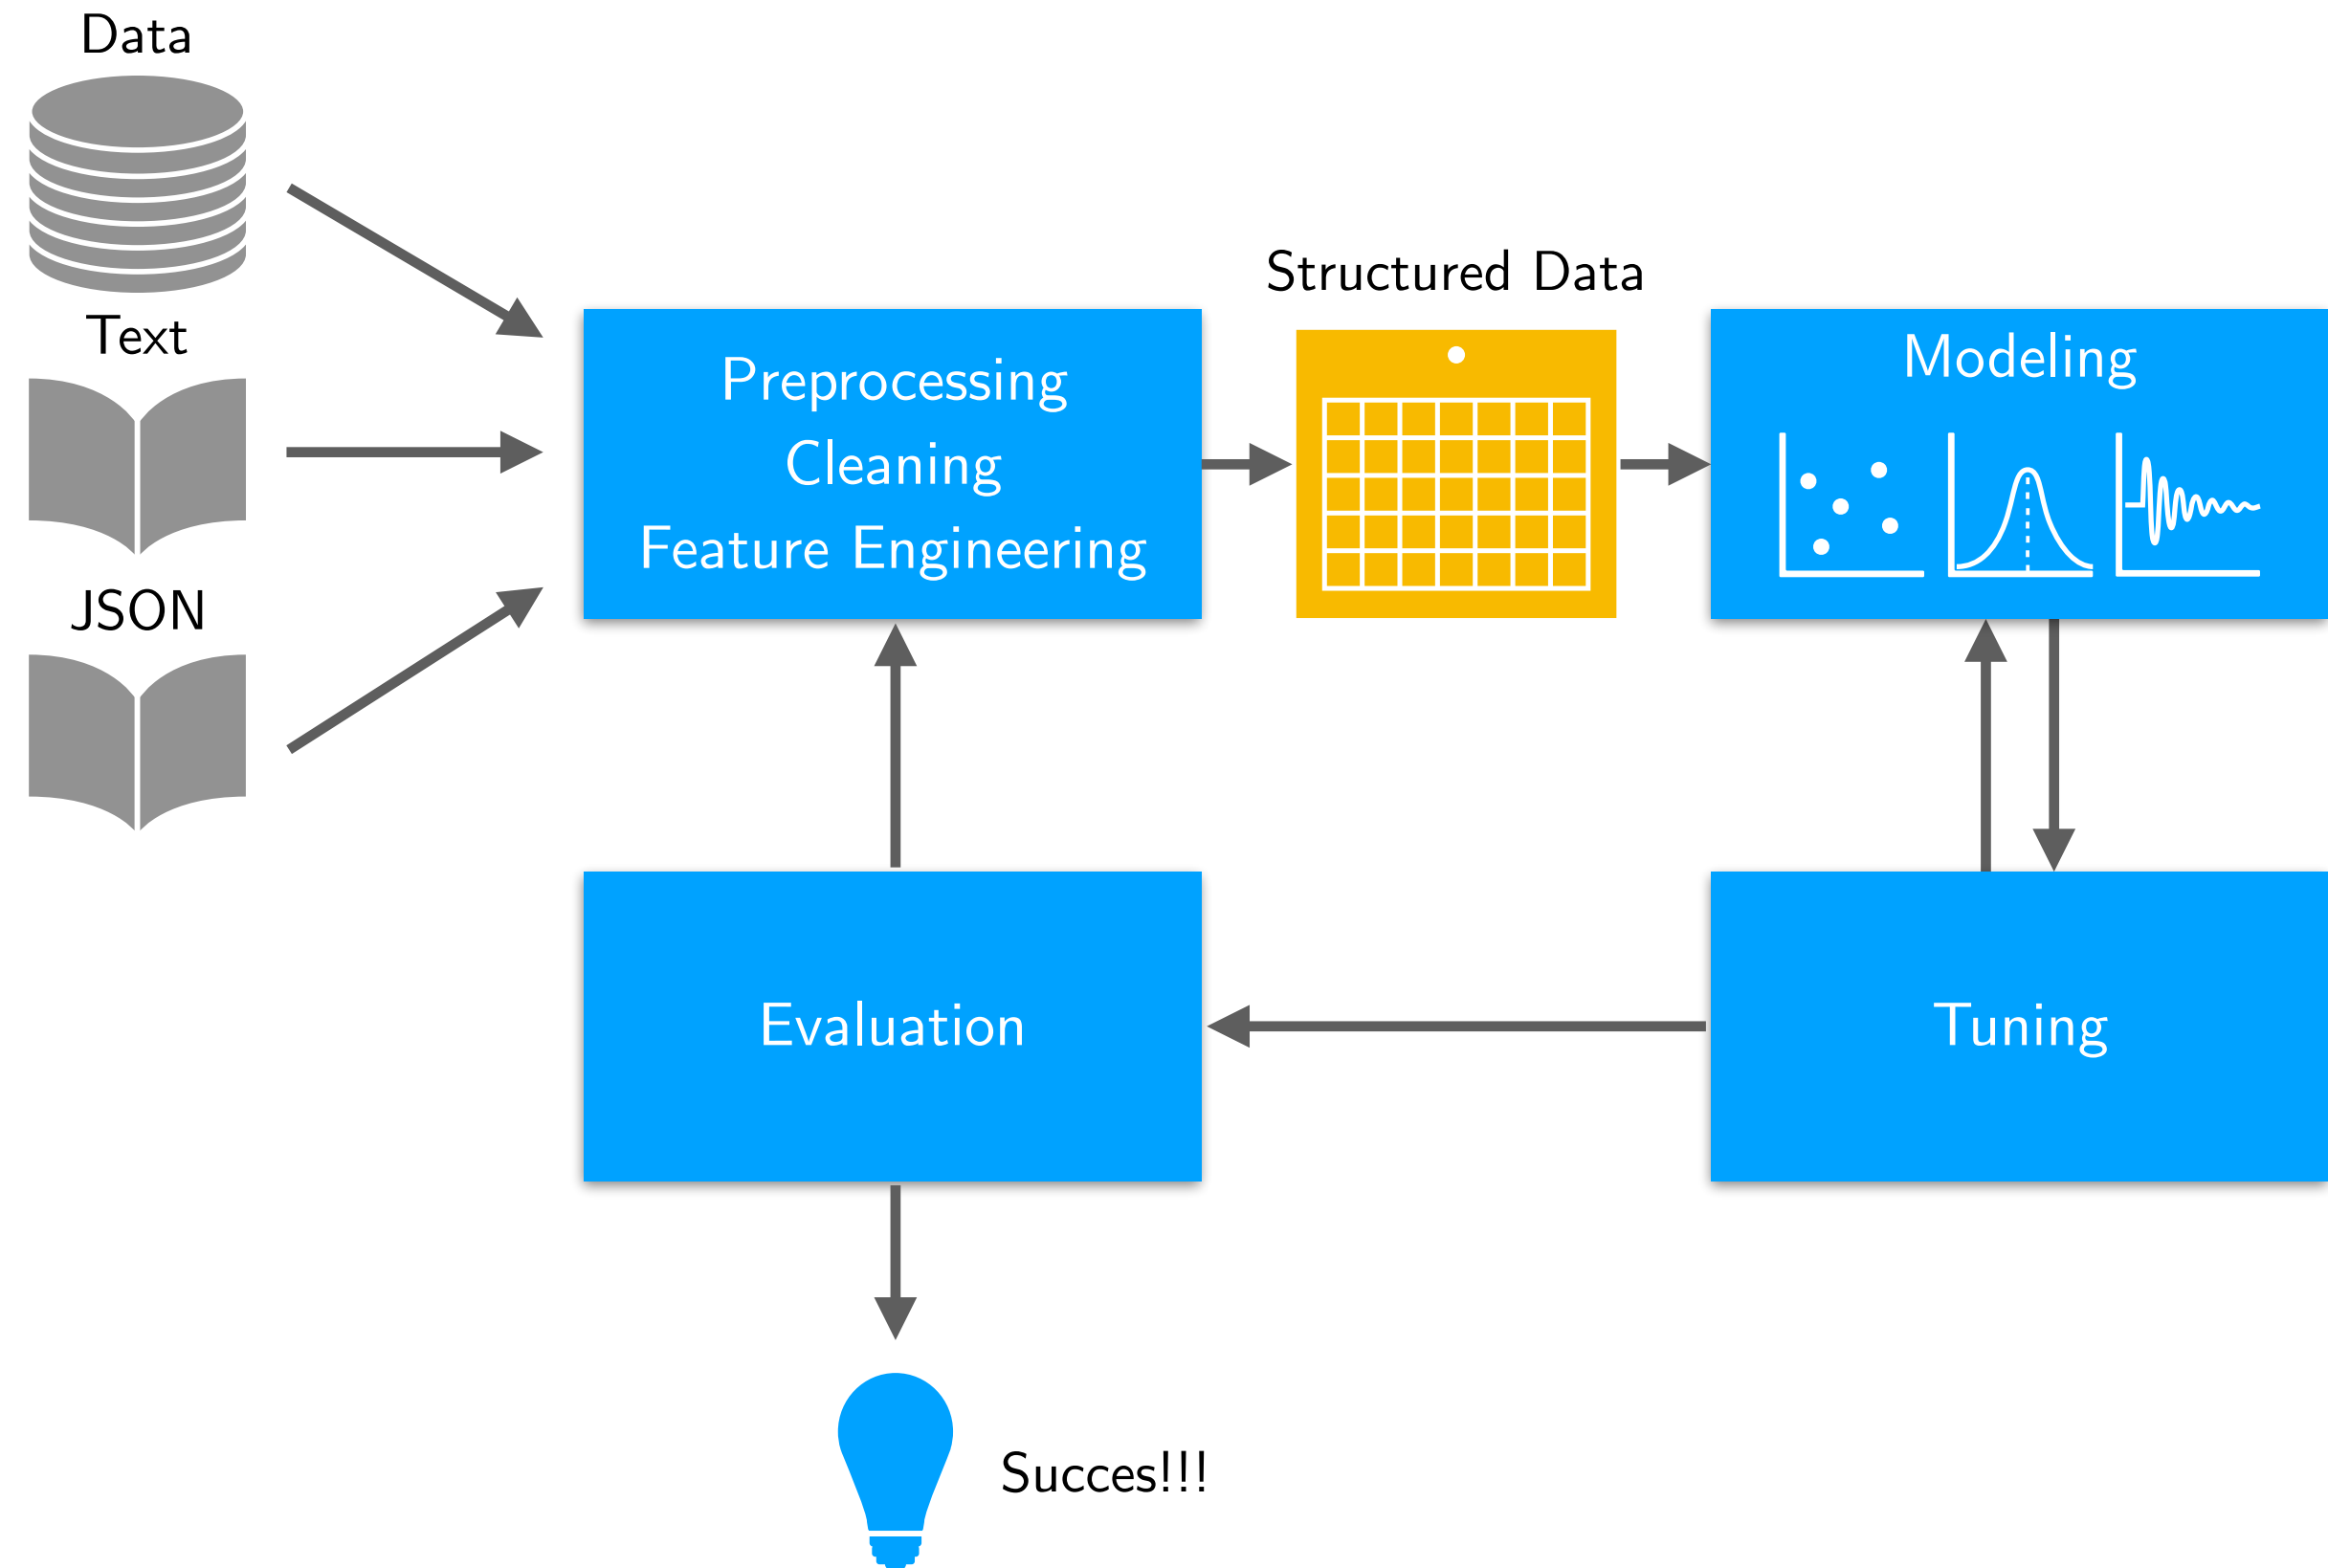 Data
Text
JSON
Preprocessing
Cleaning
Feature Engineering
Structured Data
Modeling
Evaluation
Tuning
Succes!!!